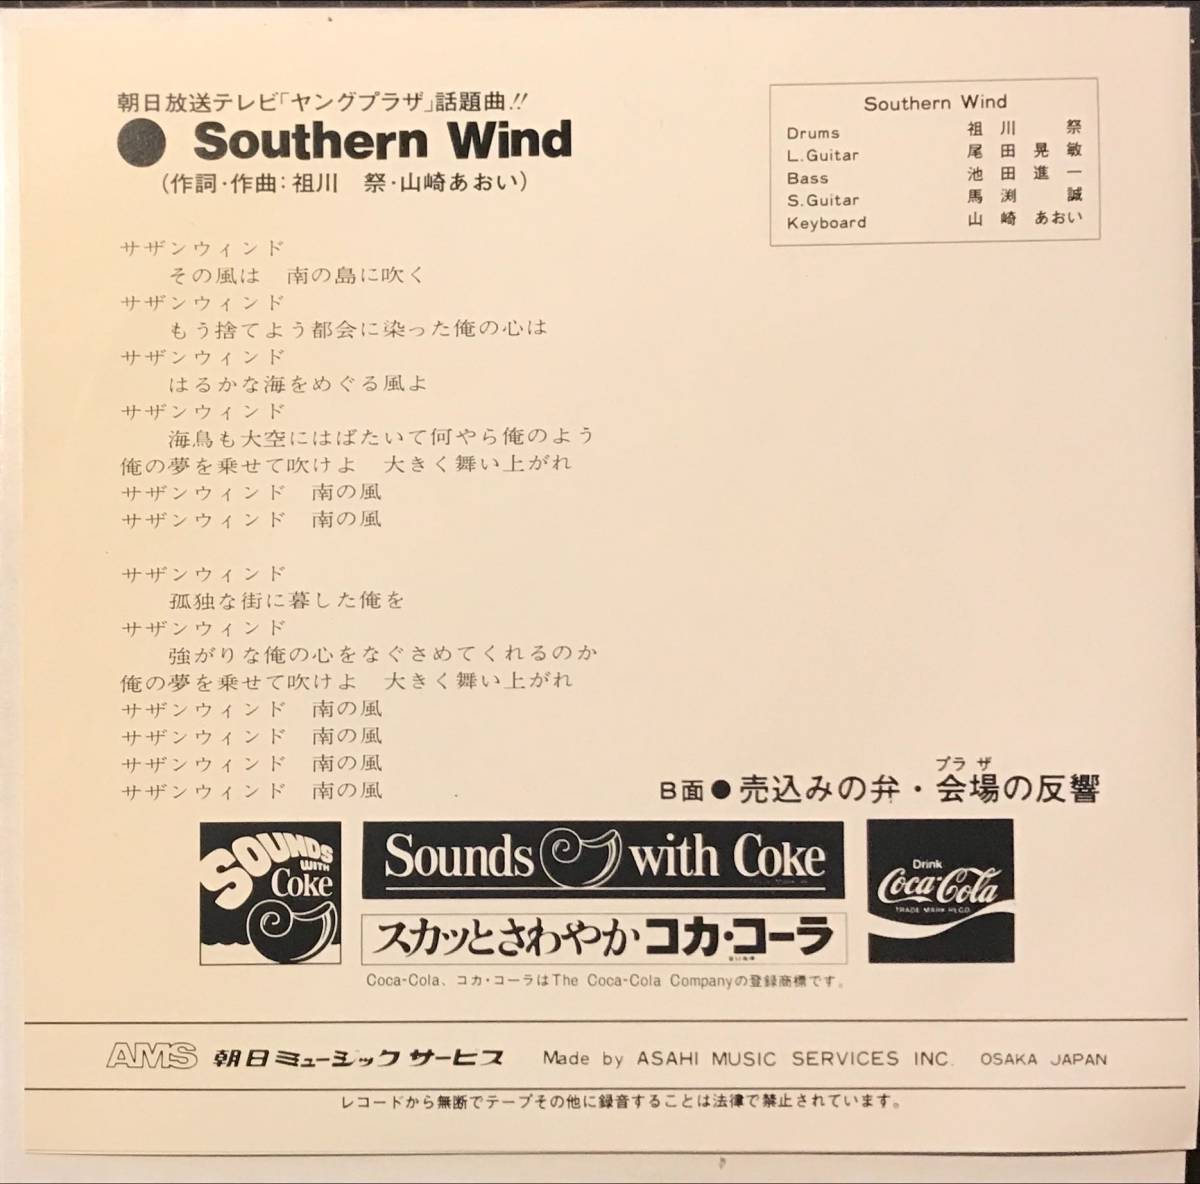 朝日放送テレビ「ヤングプラザ」話題曲!!
● Southern Wind
(作詞・作曲：祖川　祭・山崎あおい)
Southern Wind
Drums 祖川　祭
L.Guitar 尾田晃敏
Bass 池田進一
S.Guitar 馬渕　誠
Keyboard 山崎あおい
サザンウィンド
その風は　南の島に吹く
サザンウィンド
もう捨てよう都会に染った俺の心は
サザンウィンド
はるかな海をめぐる風よ
サザンウィンド
海鳥も大空にはばたいて何やら俺のよう
俺の夢を乗せて吹けよ　大きく舞い上がれ
サザンウィンド　南の風
サザンウィンド　南の風
サザンウィンド
孤独な街に暮した俺を
サザンウィンド
強がりな俺の心をなぐさめてくれるのか
俺の夢を乗せて吹けよ　大きく舞い上がれ
サザンウィンド　南の風
サザンウィンド　南の風
サザンウィンド　南の風
サザンウィンド　南の風
プラザ
B面●売込みの弁・会場の反響
SOUNDS
WITH
Coke
Sounds with Coke
スカッとさわやか コカ・コーラ
Drink
Coca-Cola
TRADE MARK
Coca-Cola、コカ・コーラはThe Coca-Cola Companyの登録商標です。
AMS 朝日ミュージックサービス Made by ASAHI MUSIC SERVICES INC. OSAKA JAPAN
レコードから無断でテープその他に録音することは法律で禁止されています。